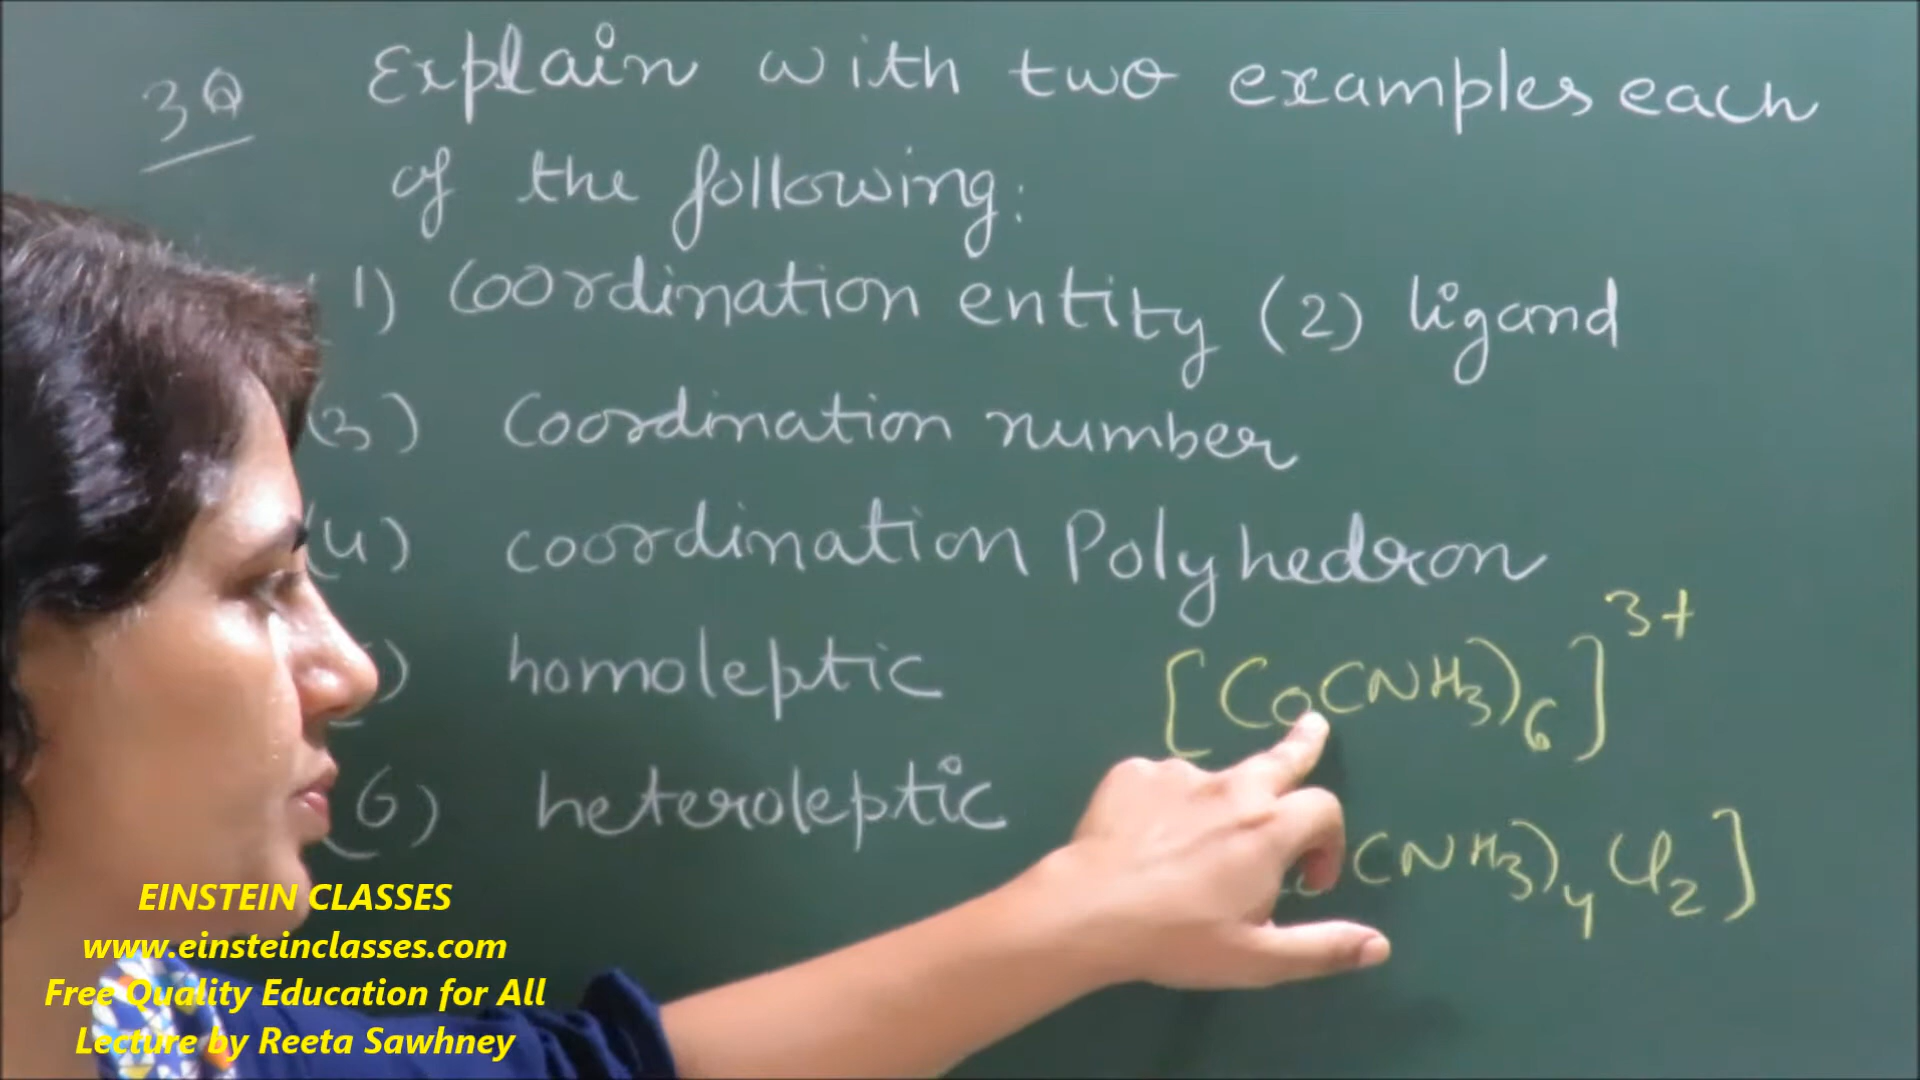 3Q Explain with two examples each
of the following:
(1) Coordination entity (2) ligand
(3) Coordination number
(4) coordination Polyhedron
) homoleptic [Co(NH3)6]3+
(6) heteroleptic (NH3)4Cl2]
EINSTEIN CLASSES
www.einsteinclasses.com
Free Quality Education for All
Lecture by Reeta Sawhney